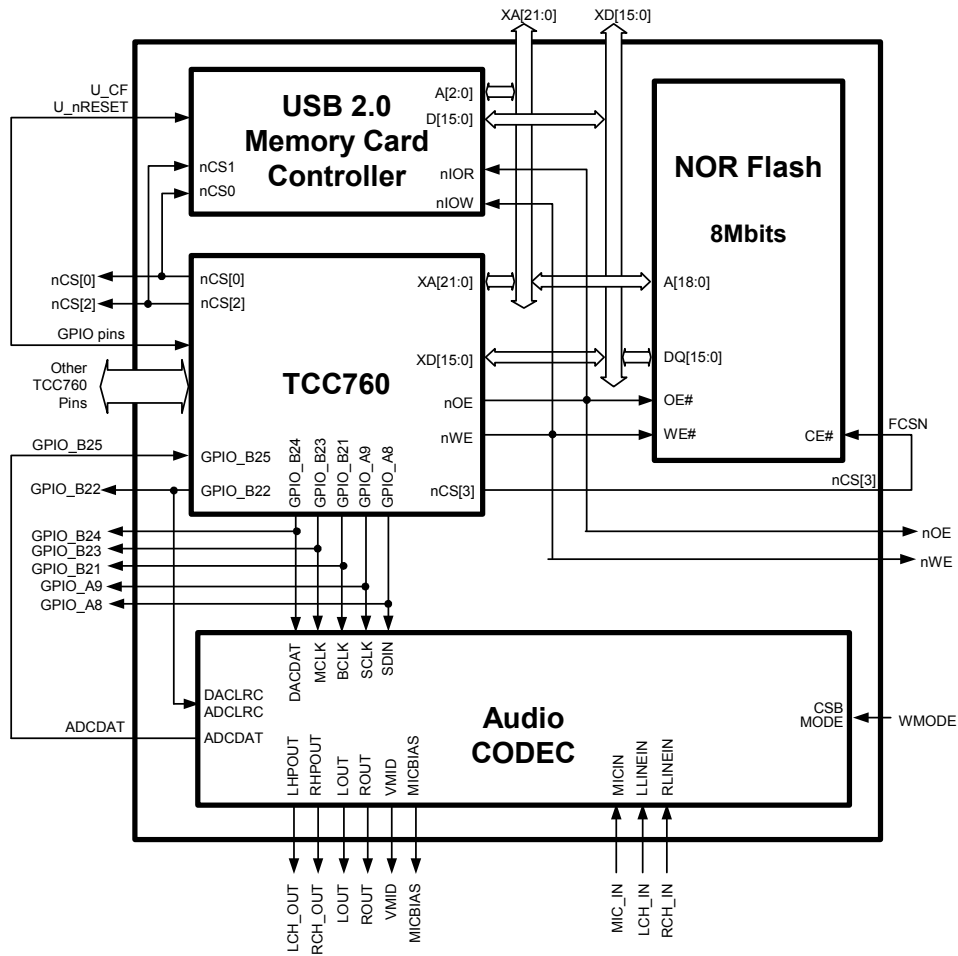 XA[21:0]
XD[15:0]
U_CF
U_nRESET
USB 2.0
Memory Card
Controller
A[2:0]
D[15:0]
nCS1
nCS0
nIOR
nIOW
NOR Flash
8Mbits
A[18:0]
DQ[15:0]
OE#
WE#
CE#
FCSN
nCS[0]
nCS[2]
nCS[0]
nCS[2]
GPIO pins
Other
TCC760
Pins
TCC760
XA[21:0]
XD[15:0]
nOE
nWE
nCS[3]
nCS[3]
GPIO_B25
GPIO_B25
GPIO_B22
GPIO_B22
GPIO_B24
GPIO_B23
GPIO_B21
GPIO_A9
GPIO_A8
nOE
nWE
GPIO_B24
GPIO_B23
GPIO_B21
GPIO_A9
GPIO_A8
DACDAT
MCLK
BCLK
SCLK
SDIN
DACLRC
ADCLRC
ADCDAT
ADCDAT
Audio
CODEC
CSB
MODE
WMODE
LHPOUT
RHPOUT
LOUT
ROUT
VMID
MICBIAS
MICIN
LLINEIN
RLINEIN
LCH_OUT
RCH_OUT
LOUT
ROUT
VMID
MICBIAS
MIC_IN
LCH_IN
RCH_IN